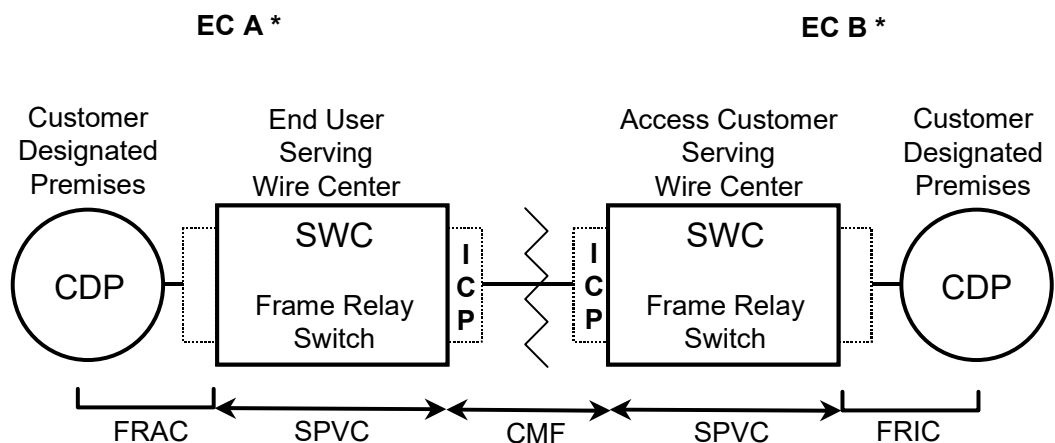 EC A *
EC B *
Customer
Designated
Premises
End User
Serving
Wire Center
Access Customer
Serving
Wire Center
Customer
Designated
Premises
CDP
SWC
Frame Relay
Switch
I
C
P
I
C
P
SWC
Frame Relay
Switch
CDP
FRAC
SPVC
CMF
SPVC
FRIC